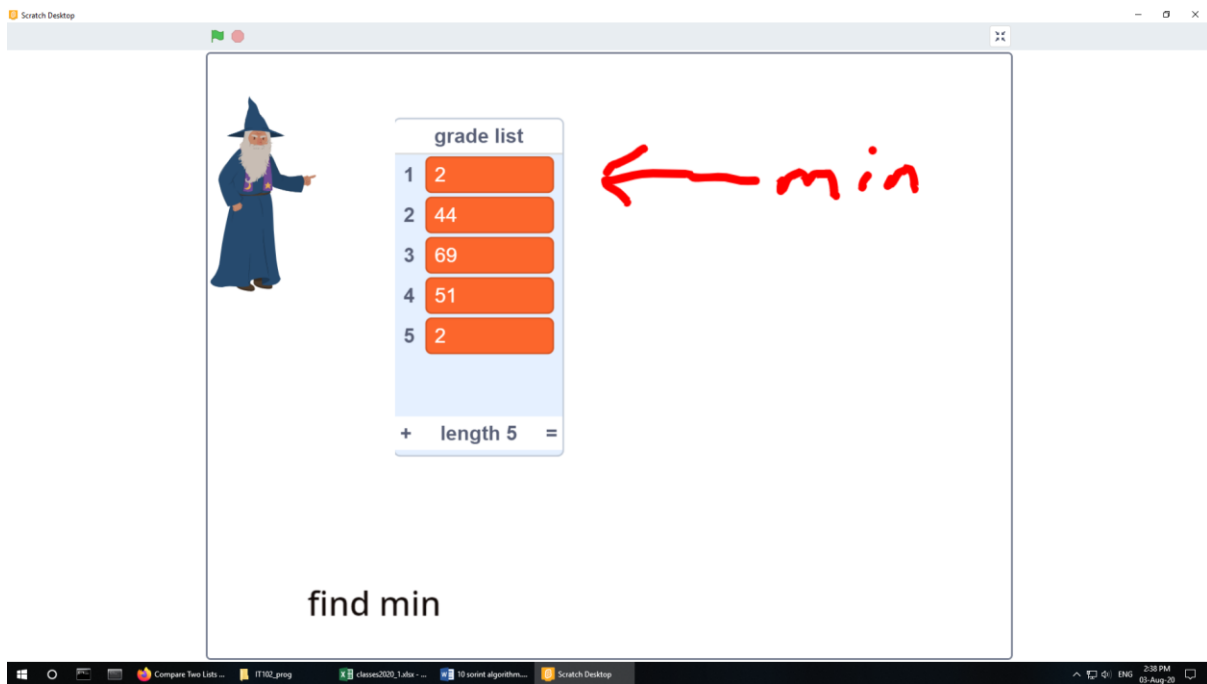 Scratch Desktop
grade list
1 2
2 44
3 69
4 51
5 2
+ length 5 =
min
find min
Compare Two Lists ...
IT102_prog
classes2020_1.xlsx - ...
10 sorint algorithm....
Scratch Desktop
ENG
2:38 PM
03-Aug-20